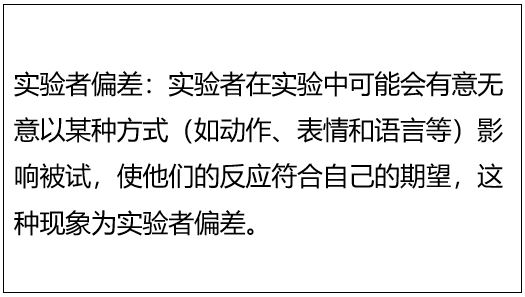 实验者偏差：实验者在实验中可能会有意无
意以某种方式（如动作、表情和语言等）影
响被试，使他们的反应符合自己的期望，这
种现象为实验者偏差。